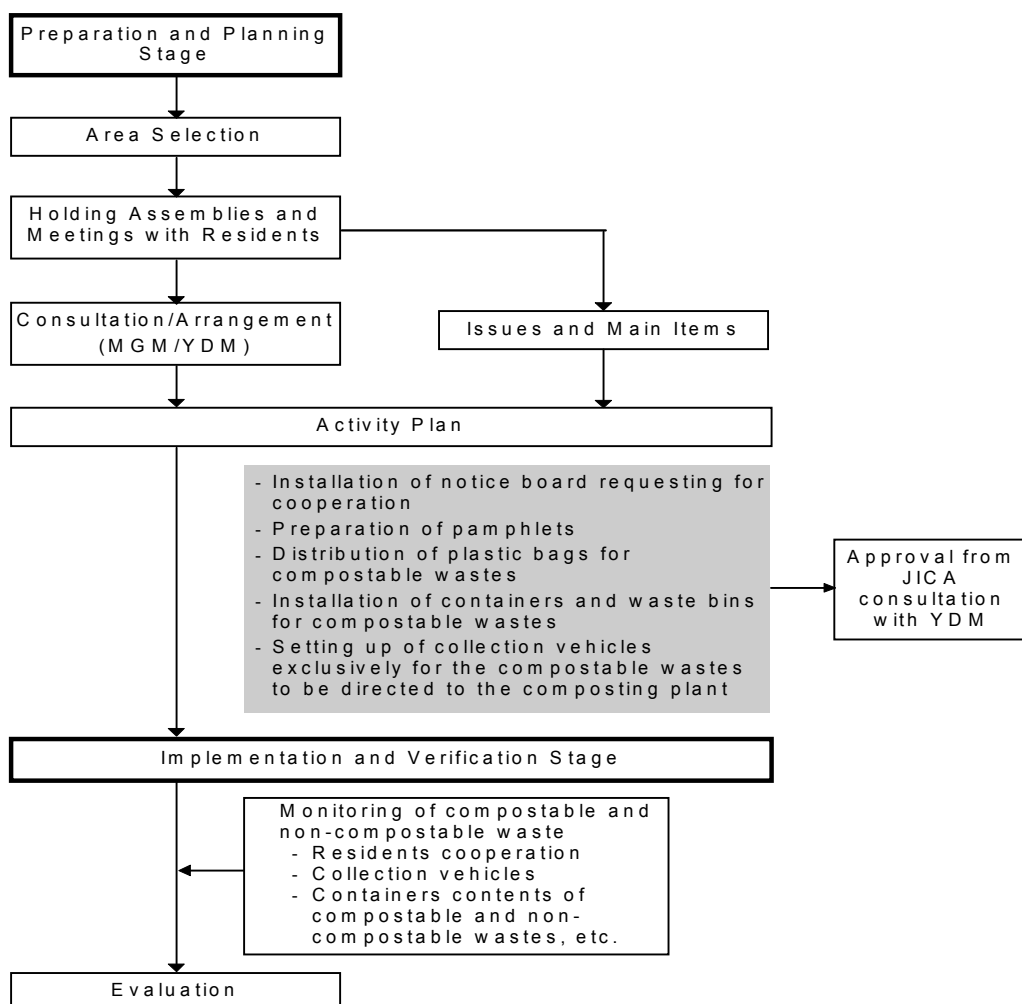 Preparation and Planning
Stage
Area Selection
Holding Assemblies and
Meetings with Residents
Consultation/Arrangement
(MGM/YDM)
Issues and Main Items
Activity Plan
- Installation of notice board requesting for
cooperation
- Preparation of pamphlets
- Distribution of plastic bags for
compostable wastes
- Installation of containers and waste bins
for compostable wastes
- Setting up of collection vehicles
exclusively for the compostable wastes
to be directed to the composting plant
Approval from
JICA
consultation
with YDM
Implementation and Verification Stage
Monitoring of compostable and
non-compostable waste
- Residents cooperation
- Collection vehicles
- Containers contents of
compostable and non-
compostable wastes, etc.
Evaluation